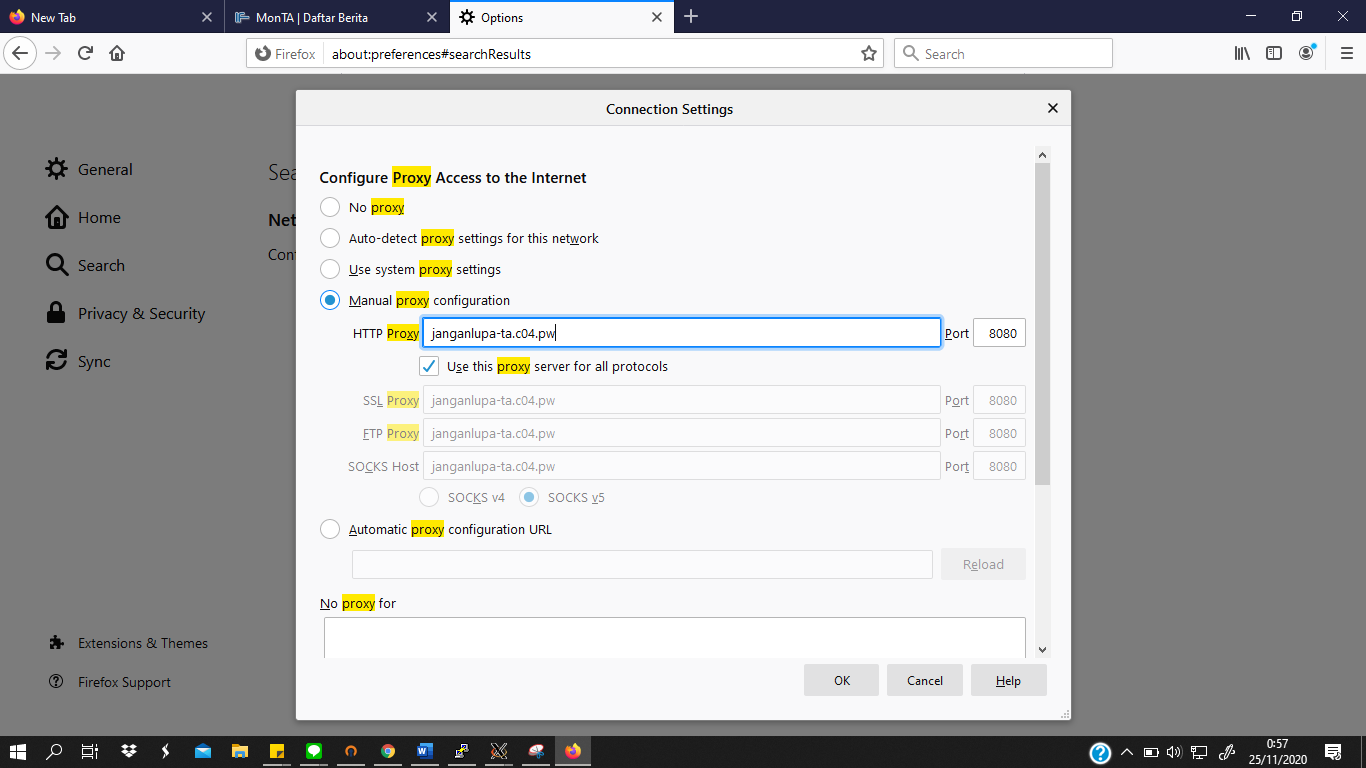 New Tab
MonTA | Daftar Berita
Options
Firefox
about:preferences#searchResults
Search
Connection Settings
General
Home
Search
Privacy & Security
Sync
Extensions & Themes
Firefox Support
Sea
Net
Con
Configure Proxy Access to the Internet
No proxy
Auto-detect proxy settings for this network
Use system proxy settings
Manual proxy configuration
HTTP Proxy janganlupa-ta.c04.pw Port 8080
Use this proxy server for all protocols
SSL Proxy janganlupa-ta.c04.pw Port 8080
FTP Proxy janganlupa-ta.c04.pw Port 8080
SOCKS Host janganlupa-ta.c04.pw Port 8080
SOCKS v4 SOCKS v5
Automatic proxy configuration URL
Reload
No proxy for
OK Cancel Help
0:57
25/11/2020